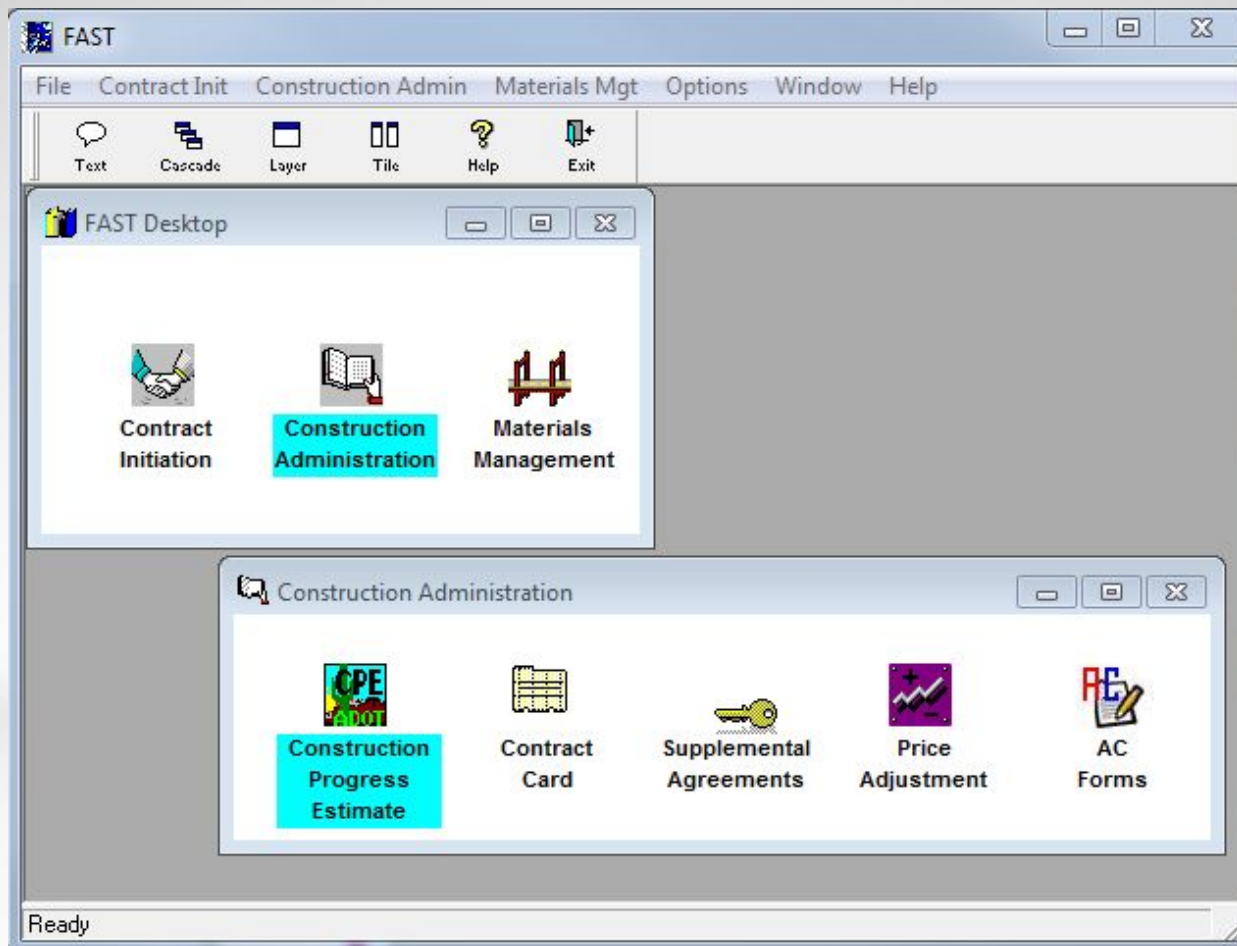 FAST
File Contract Init Construction Admin Materials Mgt Options Window Help
Text Cascade Layer Tile Help Exit
FAST Desktop
Contract Initiation
Construction Administration
Materials Management
Construction Administration
CPE
ADOT
Construction Progress Estimate
Contract Card
Supplemental Agreements
Price Adjustment
AC
AC Forms
Ready